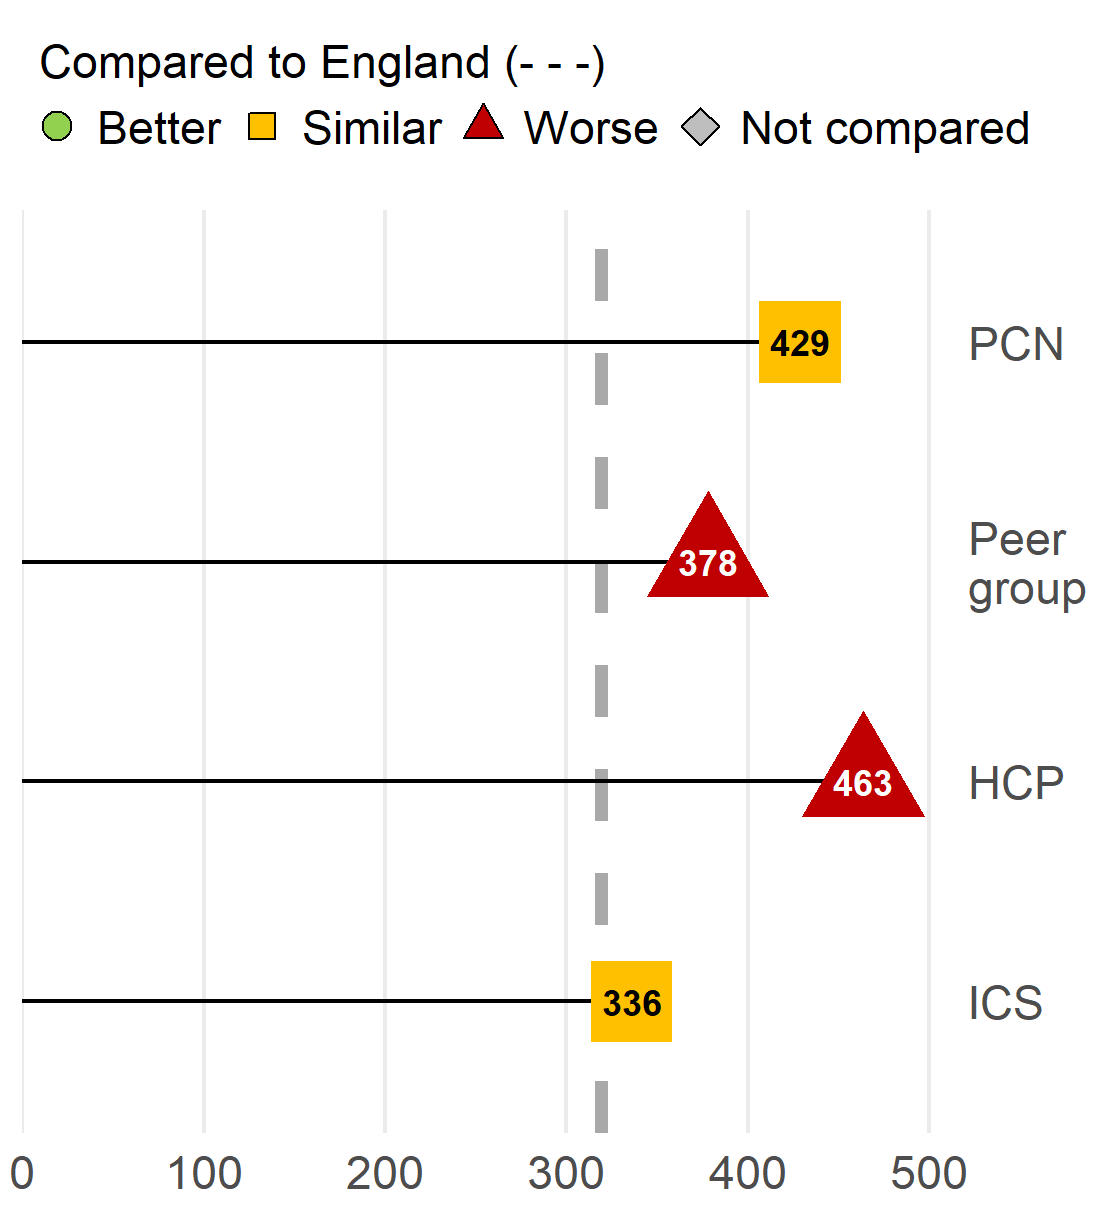 Compared to England (- - -)
Better Similar Worse Not compared
429 PCN
378 Peer
group
463 HCP
336 ICS
0 100 200 300 400 500